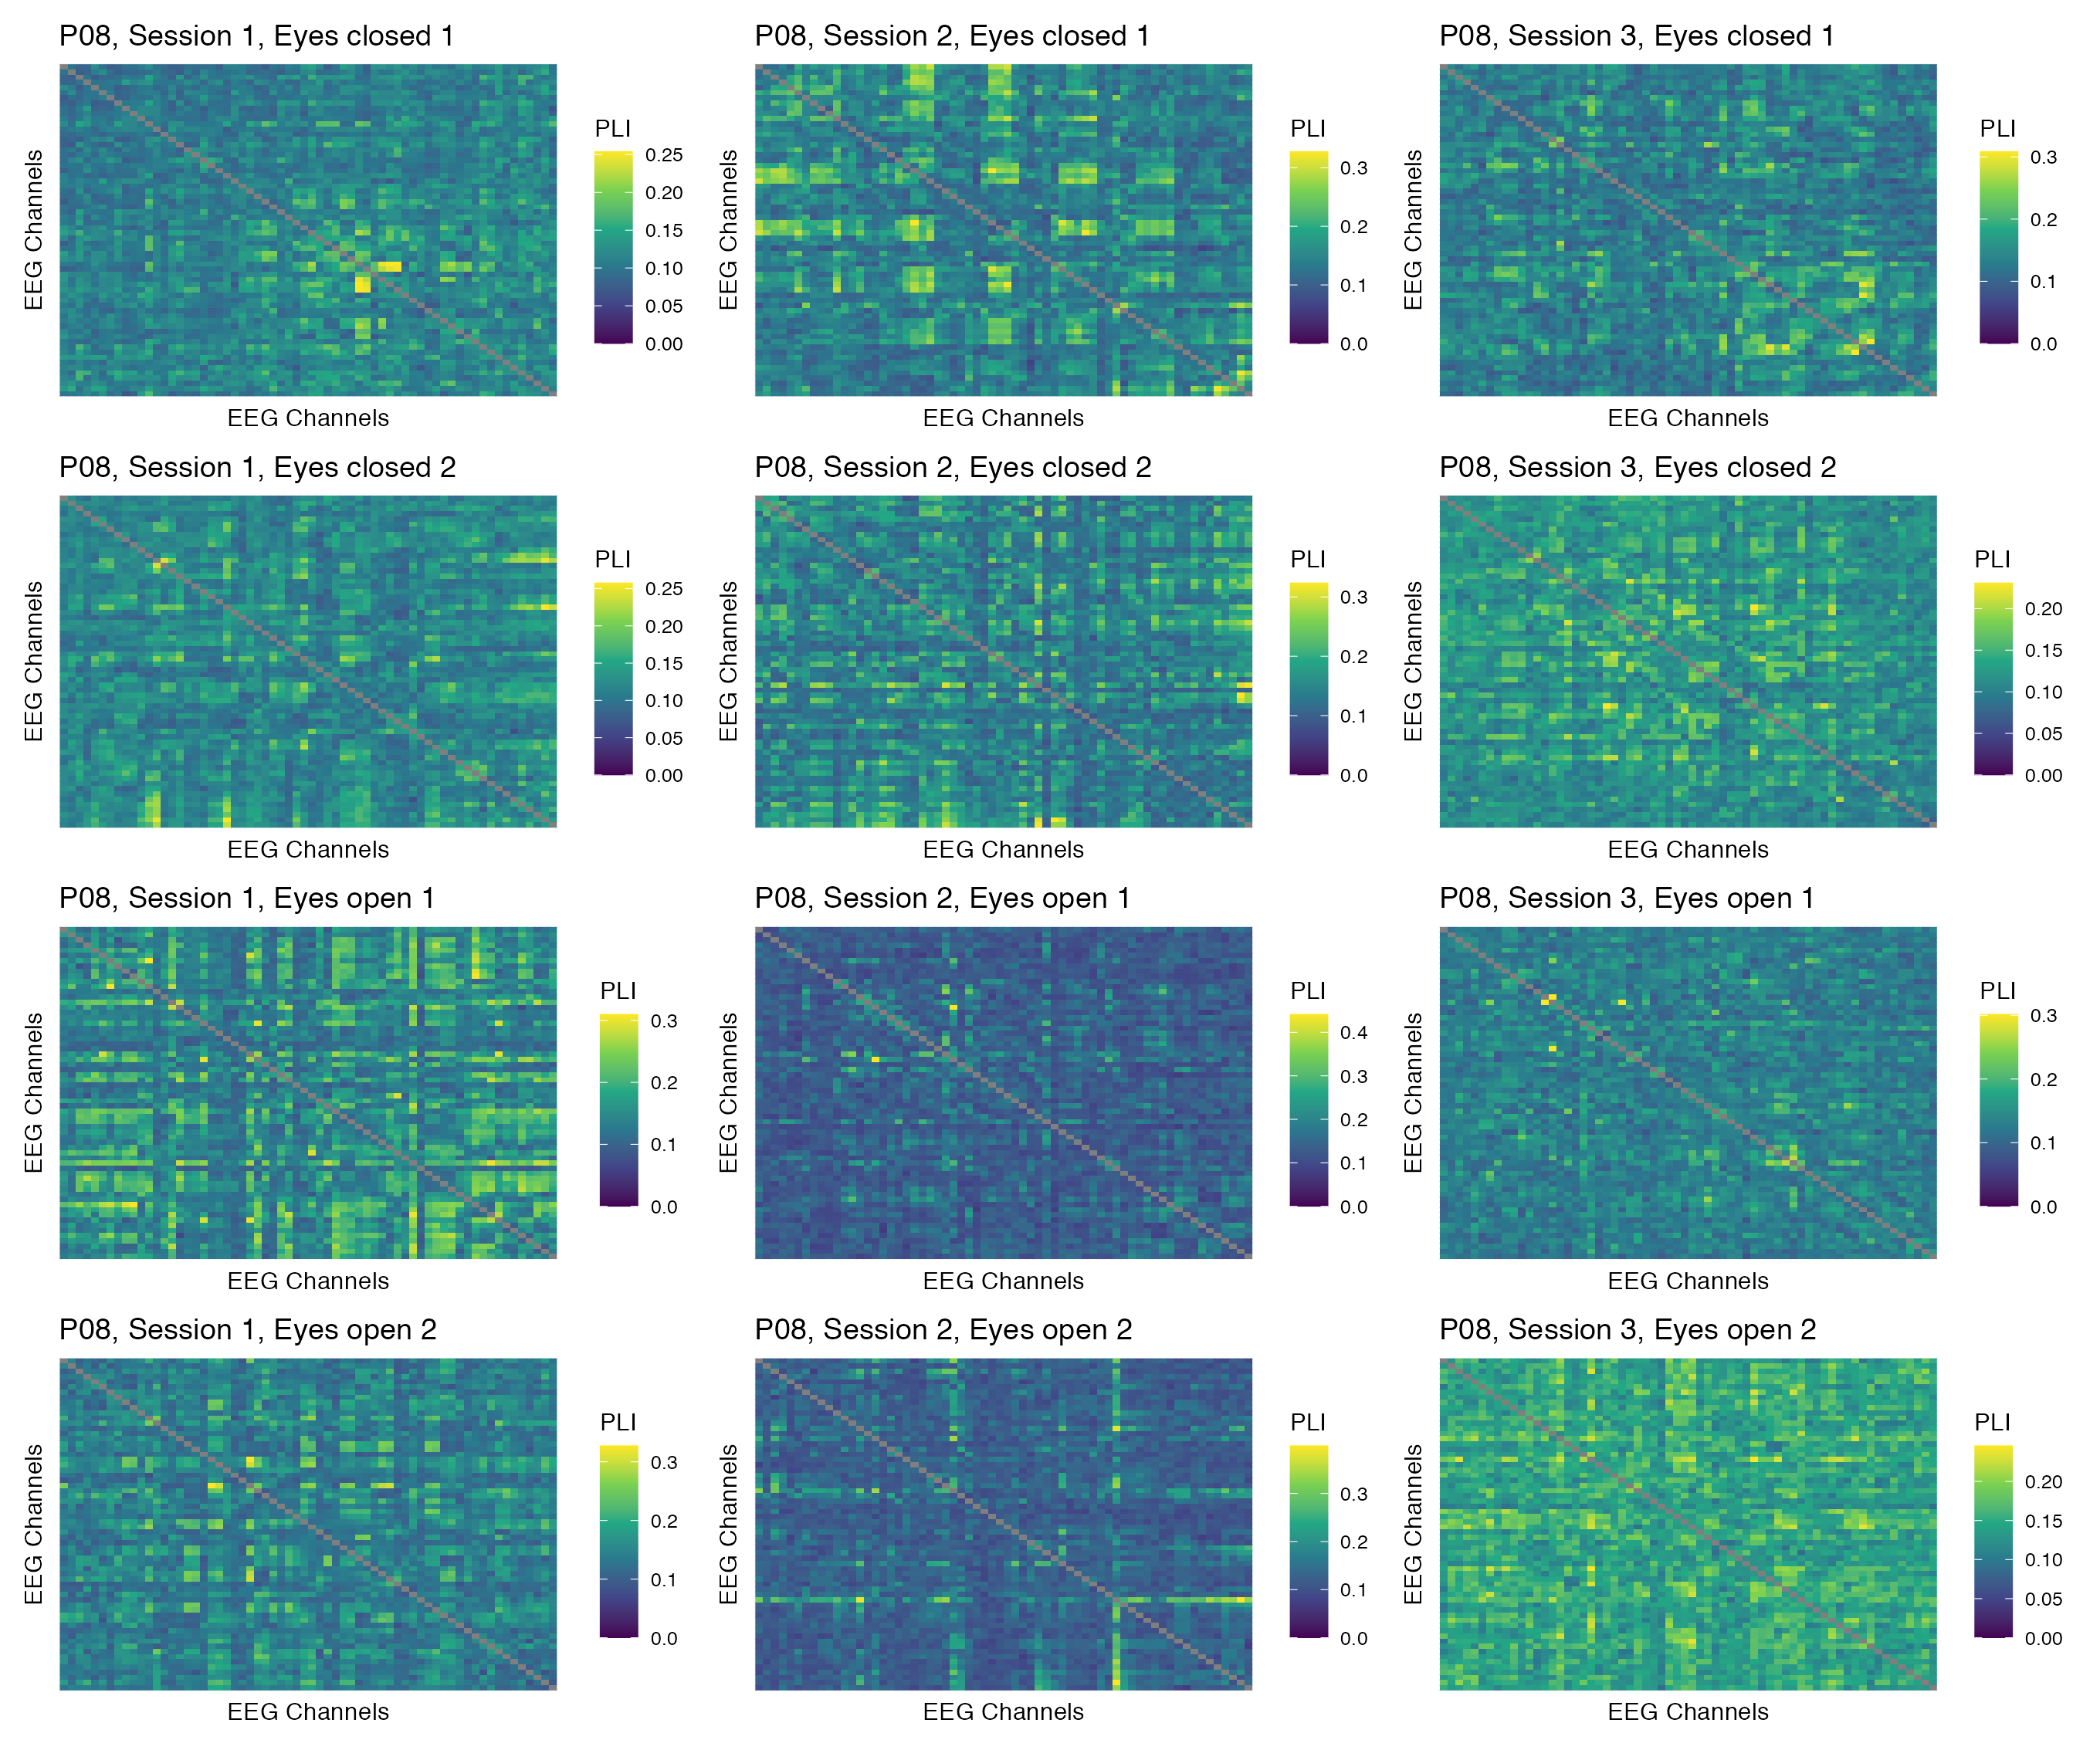 P08, Session 1, Eyes closed 1
EEG Channels
EEG Channels
PLI
0.25
0.20
0.15
0.10
0.05
0.00
P08, Session 2, Eyes closed 1
EEG Channels
EEG Channels
PLI
0.3
0.2
0.1
0.0
P08, Session 3, Eyes closed 1
EEG Channels
EEG Channels
PLI
0.3
0.2
0.1
0.0
P08, Session 1, Eyes closed 2
EEG Channels
EEG Channels
PLI
0.25
0.20
0.15
0.10
0.05
0.00
P08, Session 2, Eyes closed 2
EEG Channels
EEG Channels
PLI
0.3
0.2
0.1
0.0
P08, Session 3, Eyes closed 2
EEG Channels
EEG Channels
PLI
0.20
0.15
0.10
0.05
0.00
P08, Session 1, Eyes open 1
EEG Channels
EEG Channels
PLI
0.3
0.2
0.1
0.0
P08, Session 2, Eyes open 1
EEG Channels
EEG Channels
PLI
0.4
0.3
0.2
0.1
0.0
P08, Session 3, Eyes open 1
EEG Channels
EEG Channels
PLI
0.3
0.2
0.1
0.0
P08, Session 1, Eyes open 2
EEG Channels
EEG Channels
PLI
0.3
0.2
0.1
0.0
P08, Session 2, Eyes open 2
EEG Channels
EEG Channels
PLI
0.3
0.2
0.1
0.0
P08, Session 3, Eyes open 2
EEG Channels
EEG Channels
PLI
0.20
0.15
0.10
0.05
0.00